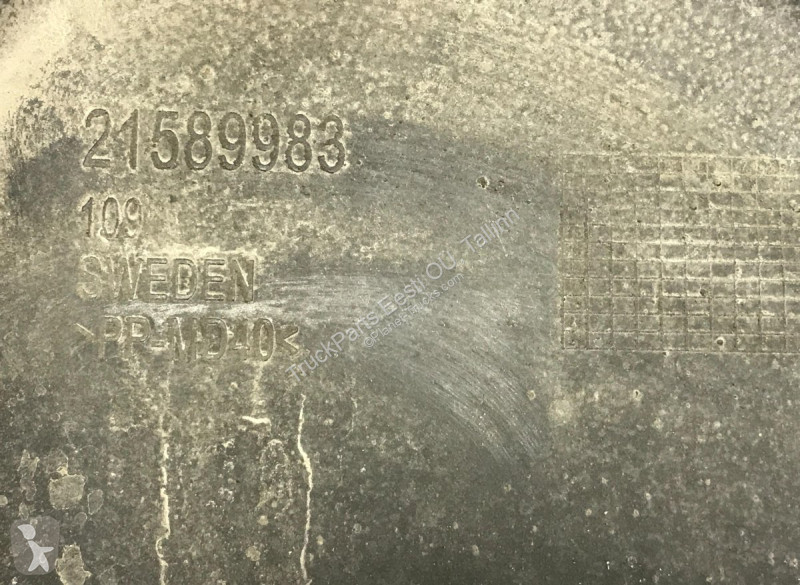 21589983
109
SWEDEN
>PP-MD40<
TruckParts Eesti OÜ, Tallinn